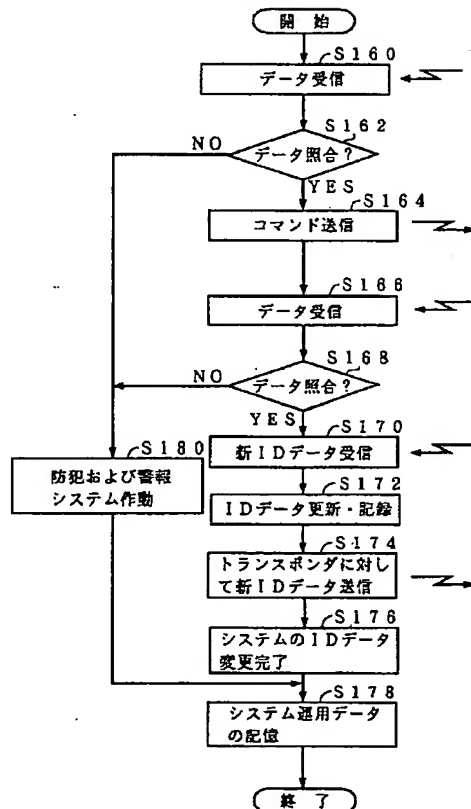 開 始
S160
データ受信
S162
NO
データ照合?
YES
S164
コマンド送信
S166
データ受信
S168
NO
データ照合?
YES
S170
新IDデータ受信
S180
防犯および警報
システム作動
S172
IDデータ更新・記録
S174
トランスポンダに対し
て新IDデータ送信
S176
システムのIDデータ
変更完了
S178
システム運用データ
の記憶
終 了